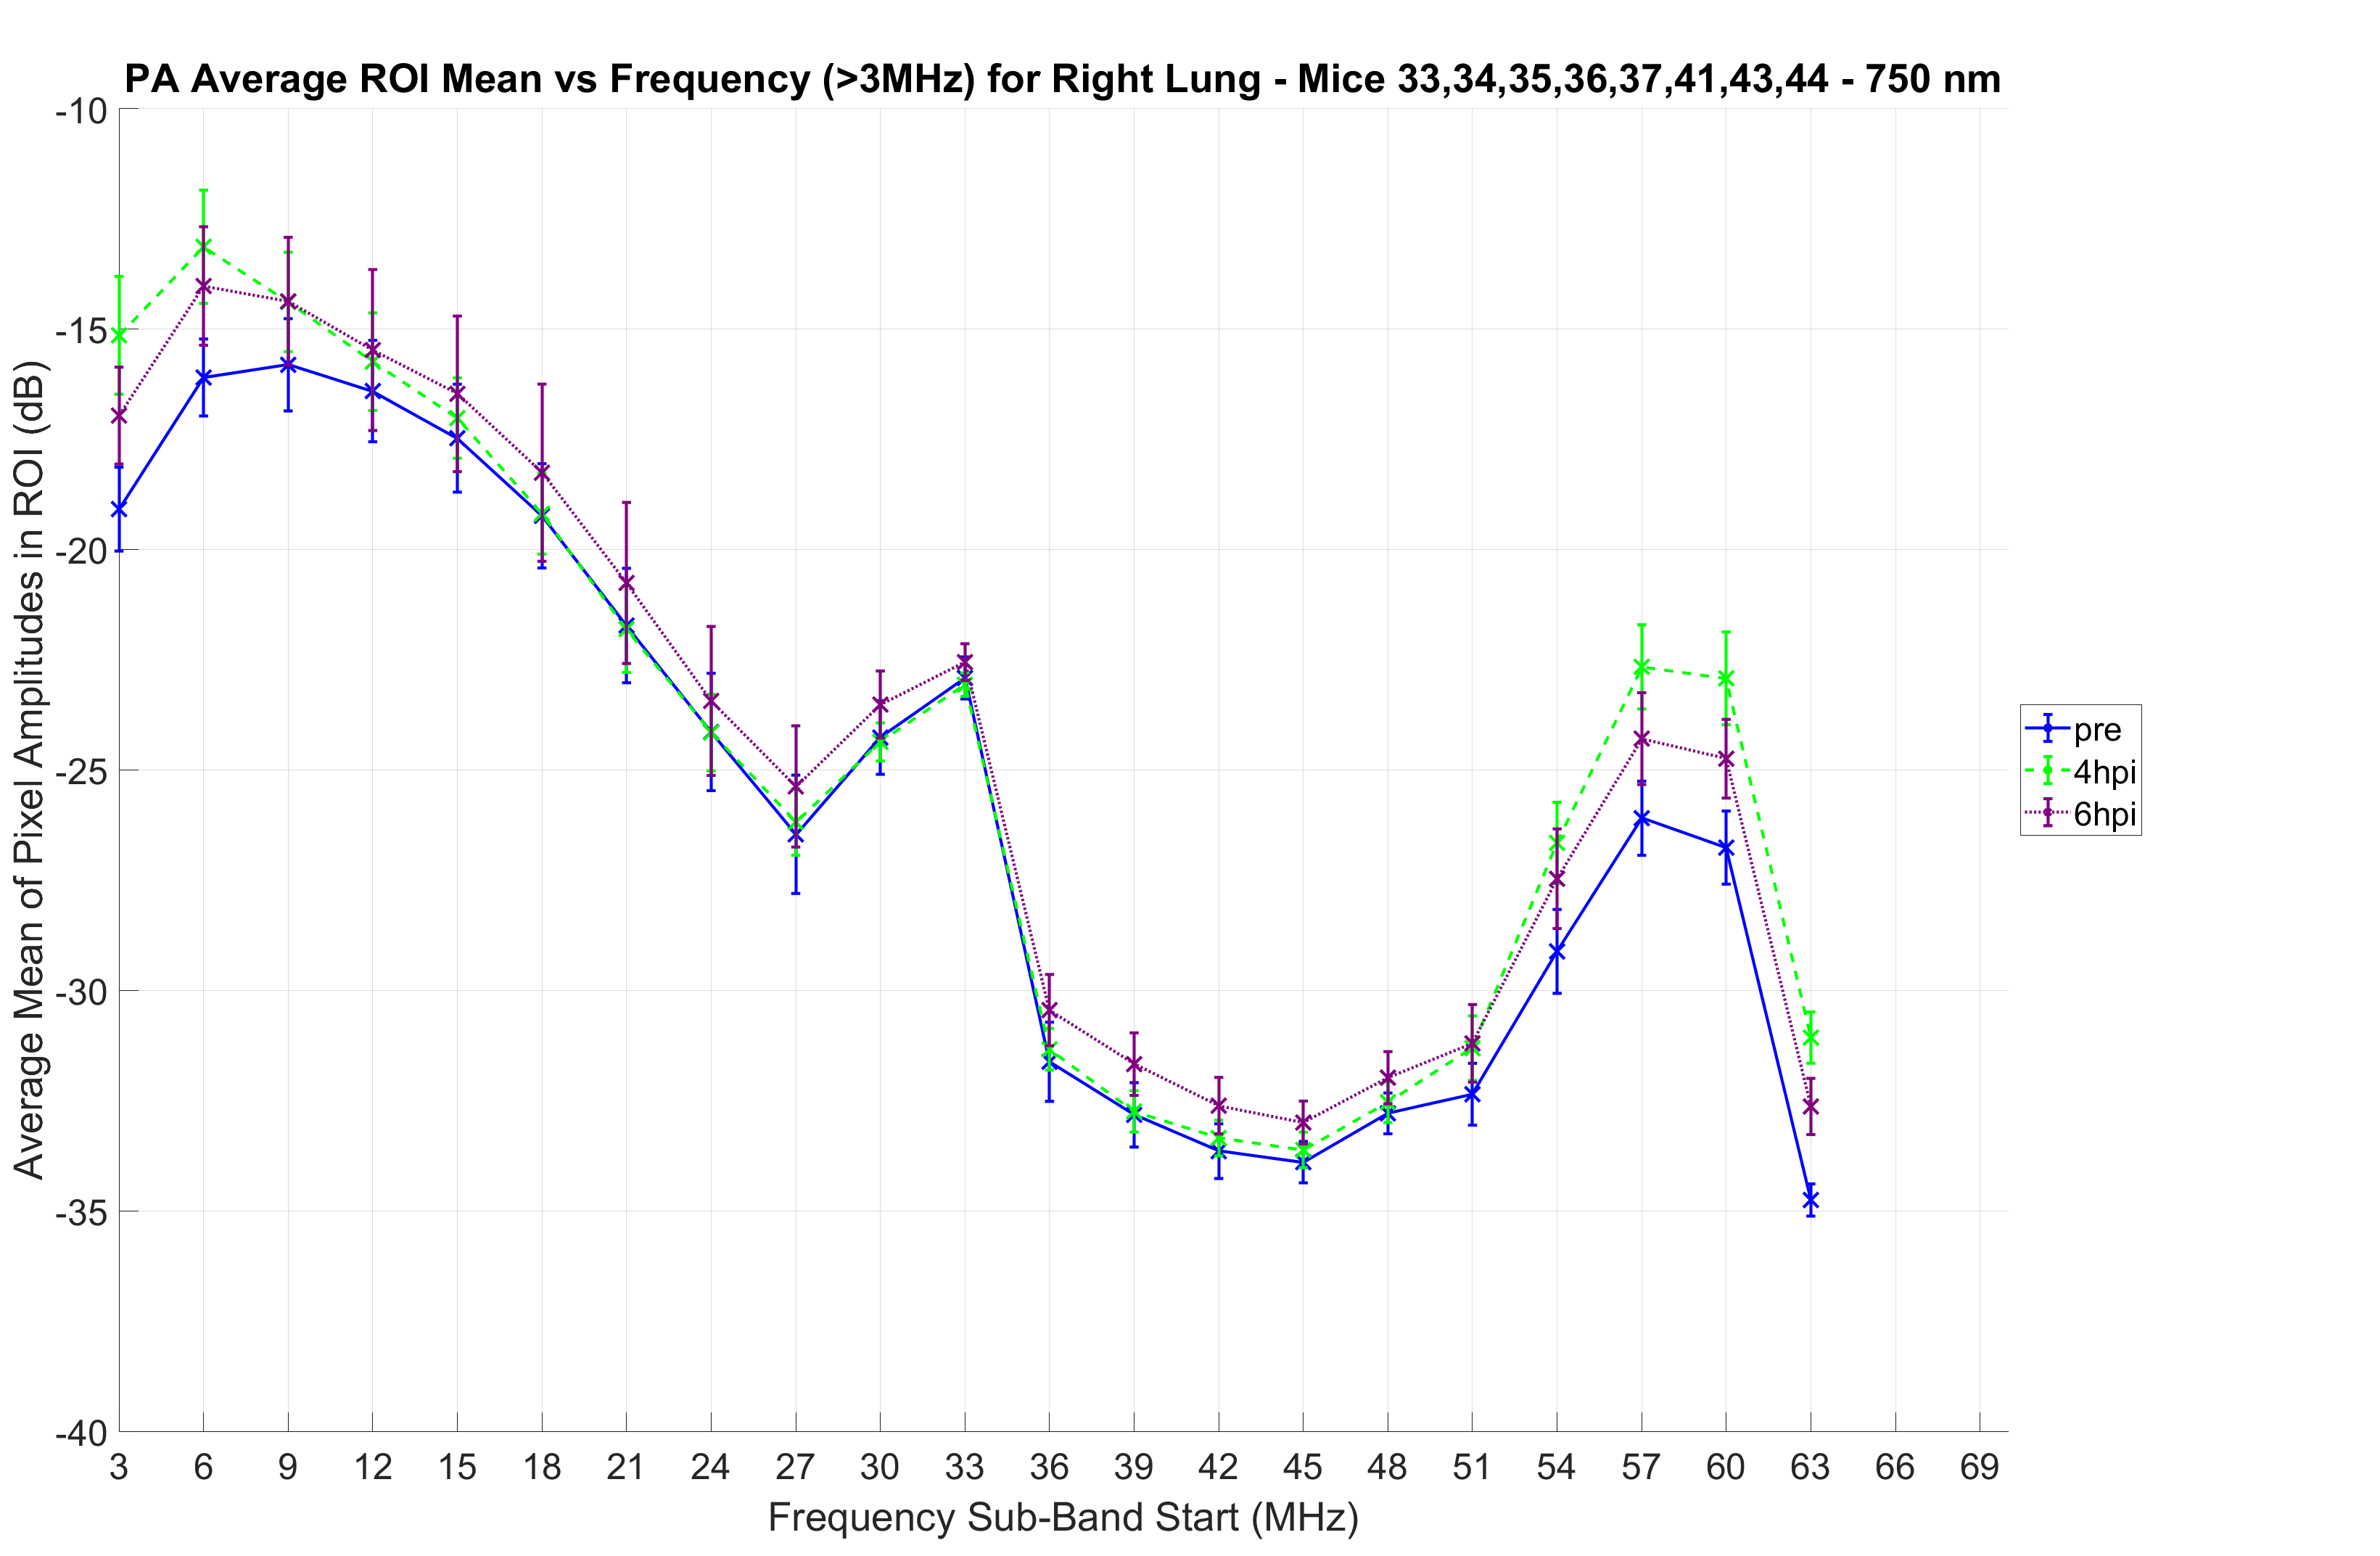 PA Average ROI Mean vs Frequency (>3MHz) for Right Lung - Mice 33,34,35,36,37,41,43,44 - 750 nm
Average Mean of Pixel Amplitudes in ROI (dB)
-10
-15
-20
-25
-30
-35
-40
3 6 9 12 15 18 21 24 27 30 33 36 39 42 45 48 51 54 57 60 63 66 69
Frequency Sub-Band Start (MHz)
pre
4hpi
6hpi